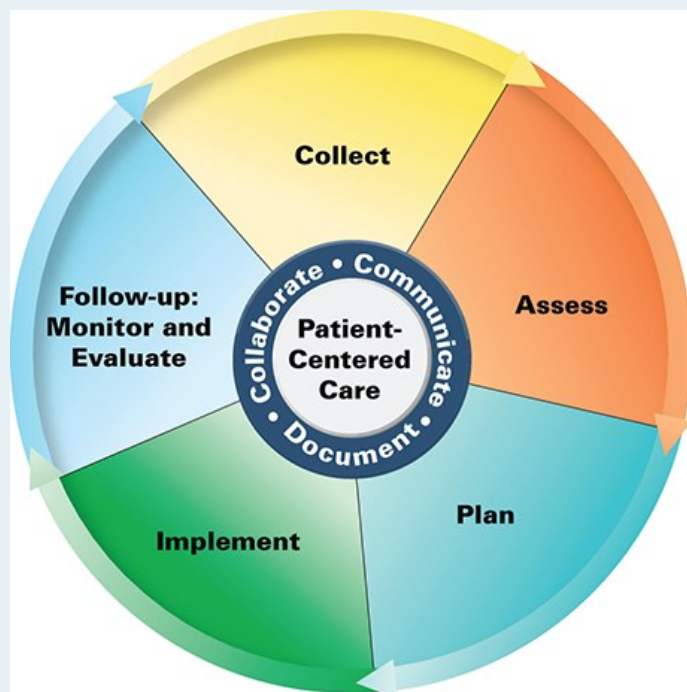 Collect
Assess
Plan
Implement
Follow-up:
Monitor and
Evaluate
Collaborate • Communicate • Document •
Patient-
Centered
Care